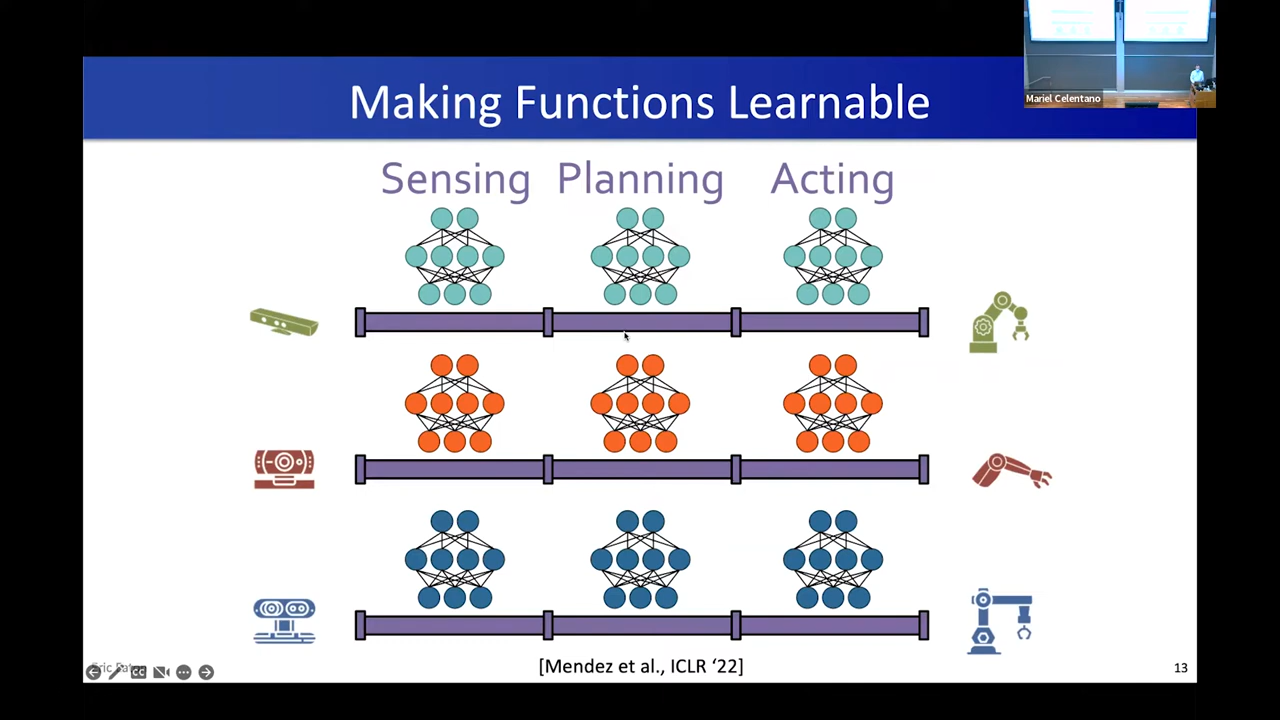 Mariel Celentano
Making Functions Learnable
Sensing Planning Acting
[Mendez et al., ICLR ‘22]
13